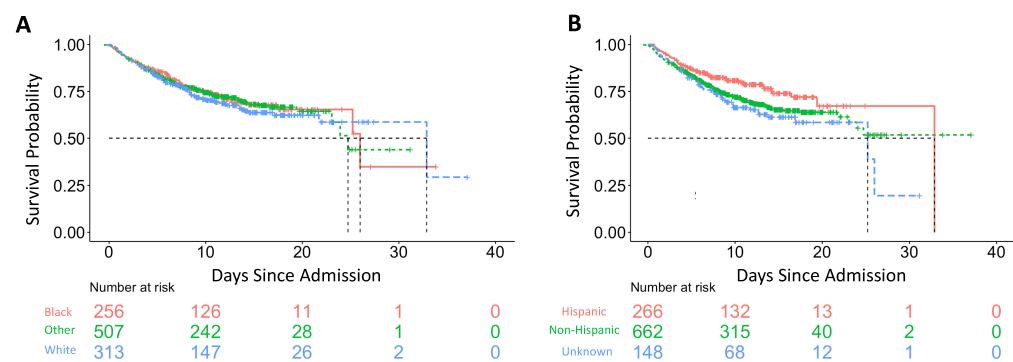 A
Survival Probability
1.00
0.75
0.50
0.25
0.00
0 10 20 30 40
Days Since Admission
Number at risk
Black 256 126 11 1 0
Other 507 242 28 1 0
White 313 147 26 2 0
B
Survival Probability
1.00
0.75
0.50
0.25
0.00
0 10 20 30 40
Days Since Admission
Number at risk
Hispanic 266 132 13 1 0
Non-Hispanic 662 315 40 2 0
Unknown 148 68 12 1 0